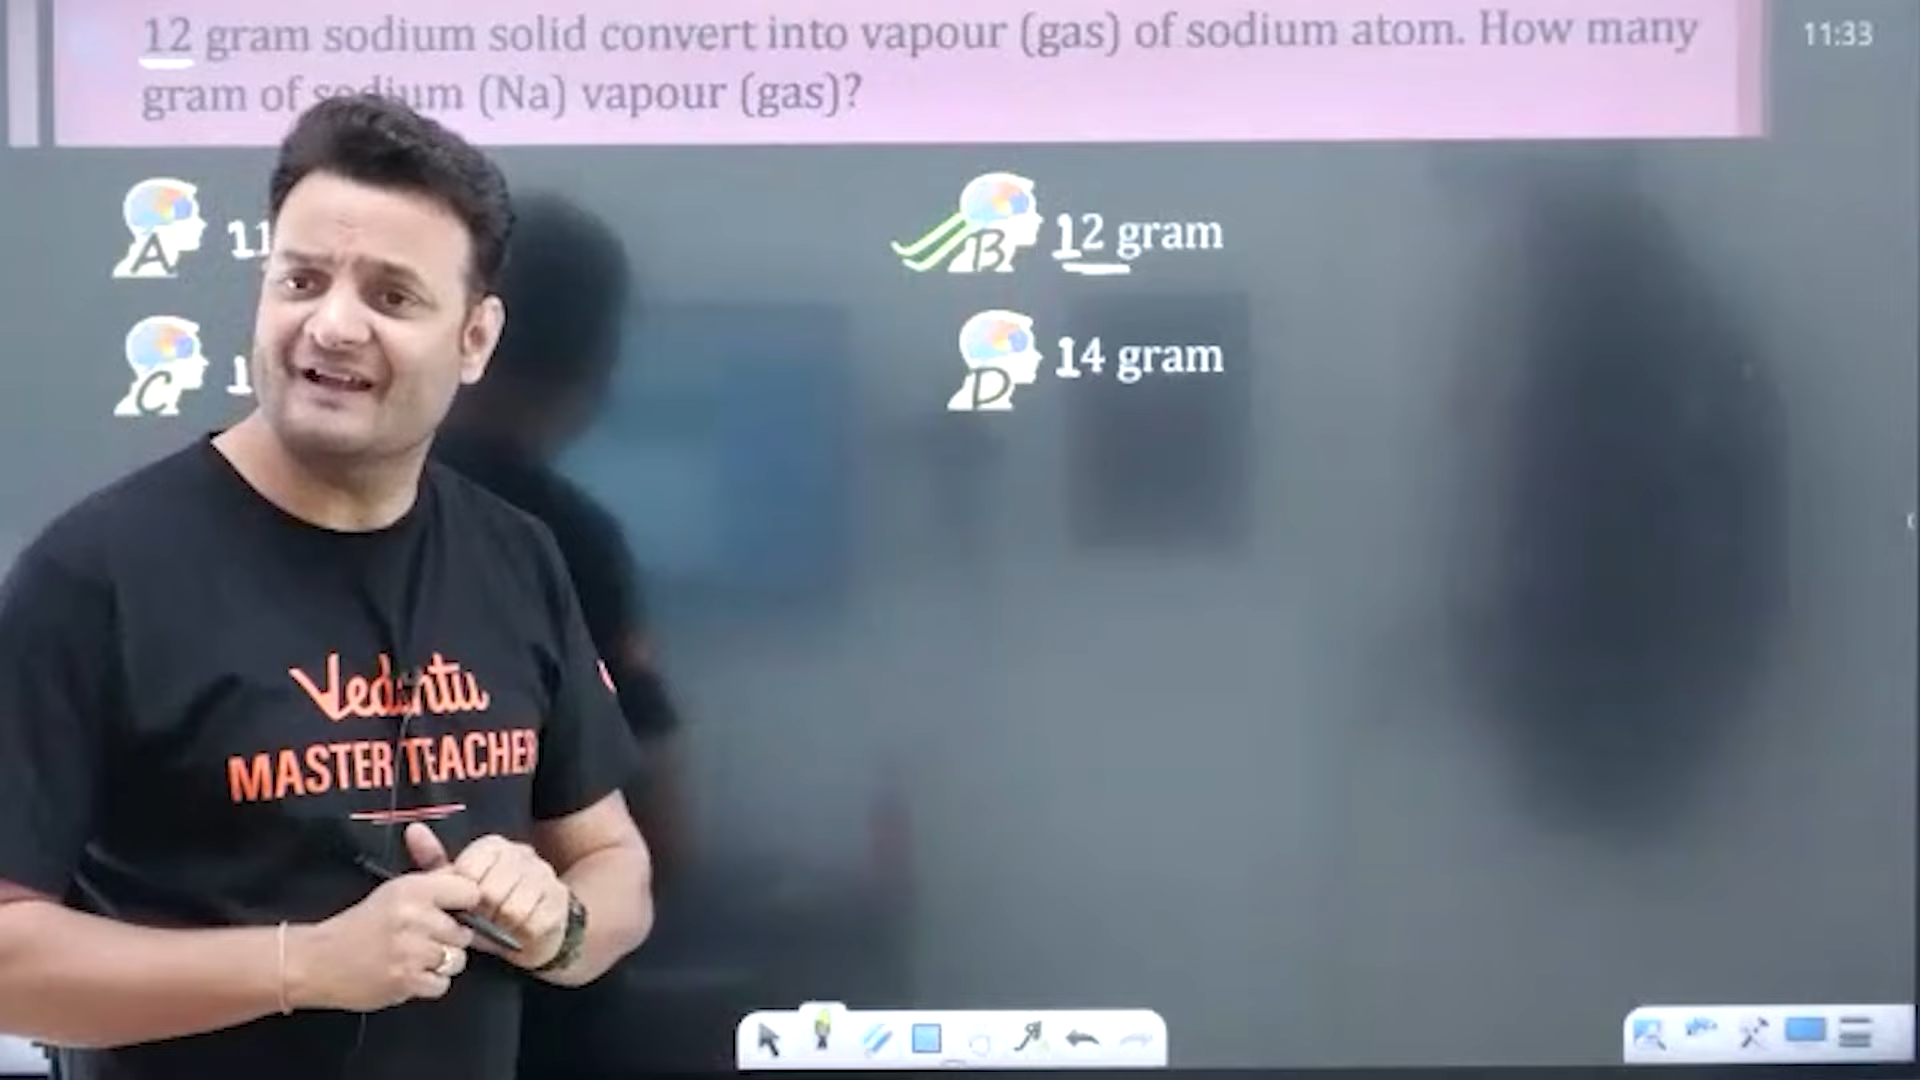 12 gram sodium solid convert into vapour (gas) of sodium atom. How many
11:33
gram of sodium (Na) vapour (gas)?
A
11
B 12 gram
C
D 14 gram
Vedantu
MASTER TEACHER